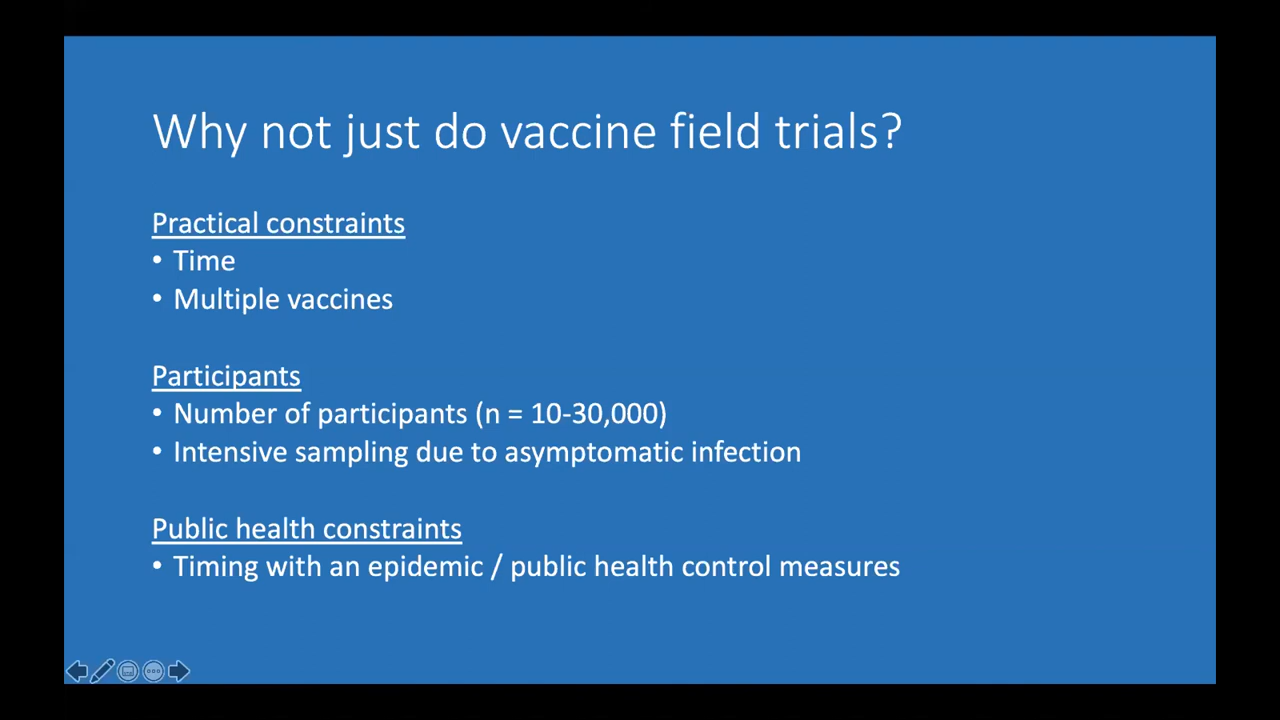 Why not just do vaccine field trials?
Practical constraints
• Time
• Multiple vaccines
Participants
• Number of participants (n = 10-30,000)
• Intensive sampling due to asymptomatic infection
Public health constraints
• Timing with an epidemic / public health control measures